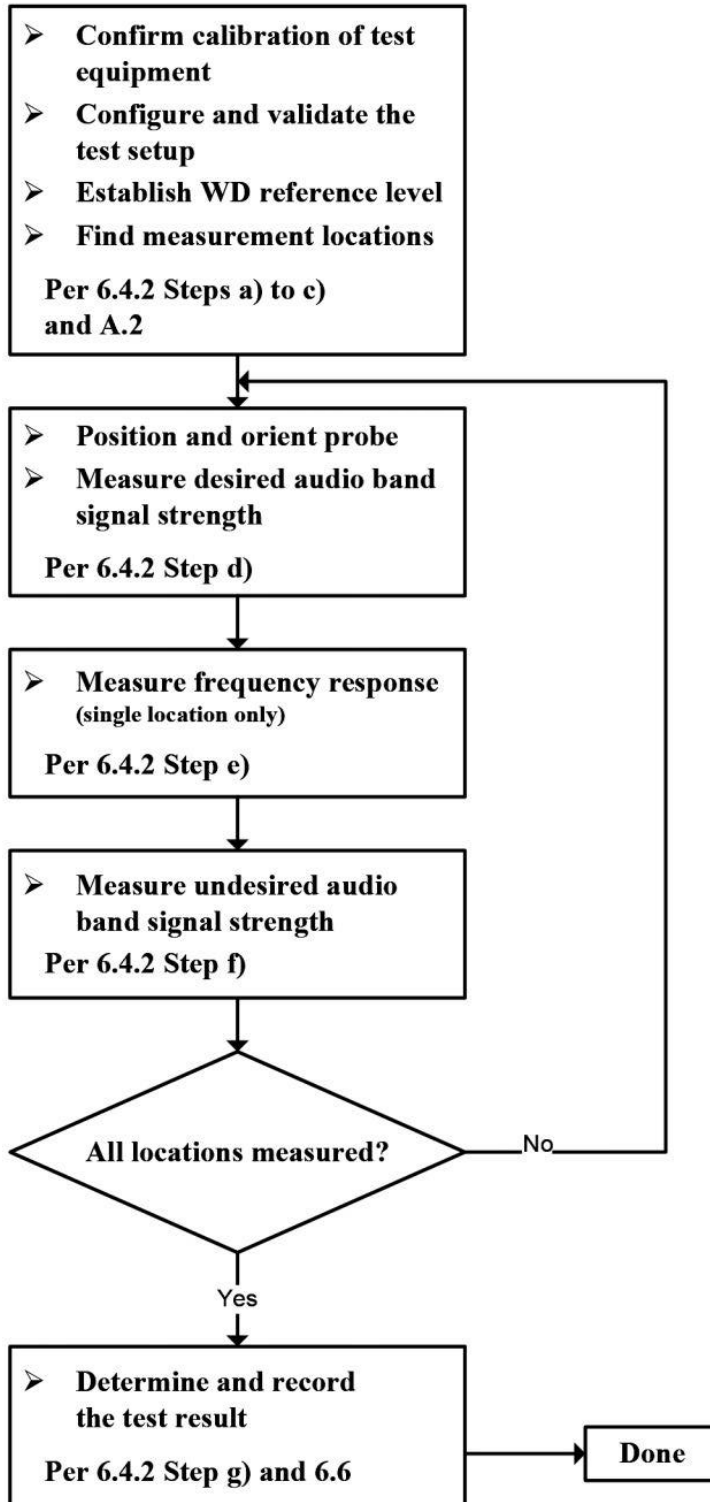 ➢ Confirm calibration of test
equipment
➢ Configure and validate the
test setup
➢ Establish WD reference level
➢ Find measurement locations
Per 6.4.2 Steps a) to c)
and A.2
➢ Position and orient probe
➢ Measure desired audio band
signal strength
Per 6.4.2 Step d)
➢ Measure frequency response
(single location only)
Per 6.4.2 Step e)
➢ Measure undesired audio
band signal strength
Per 6.4.2 Step f)
All locations measured?
No
Yes
➢ Determine and record
the test result
Per 6.4.2 Step g) and 6.6
Done